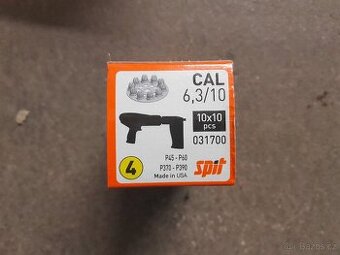 CAL
6,3/10
10x10
pcs
031700
4
P45 - P60
P370 - P390
Made in USA
spit